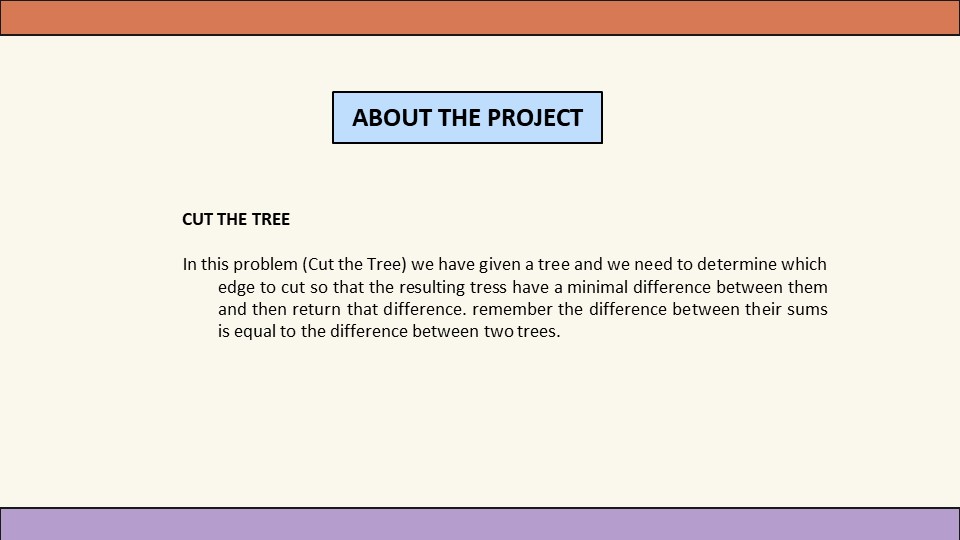 ABOUT THE PROJECT
CUT THE TREE
In this problem (Cut the Tree) we have given a tree and we need to determine which
edge to cut so that the resulting tress have a minimal difference between them
and then return that difference. remember the difference between their sums
is equal to the difference between two trees.